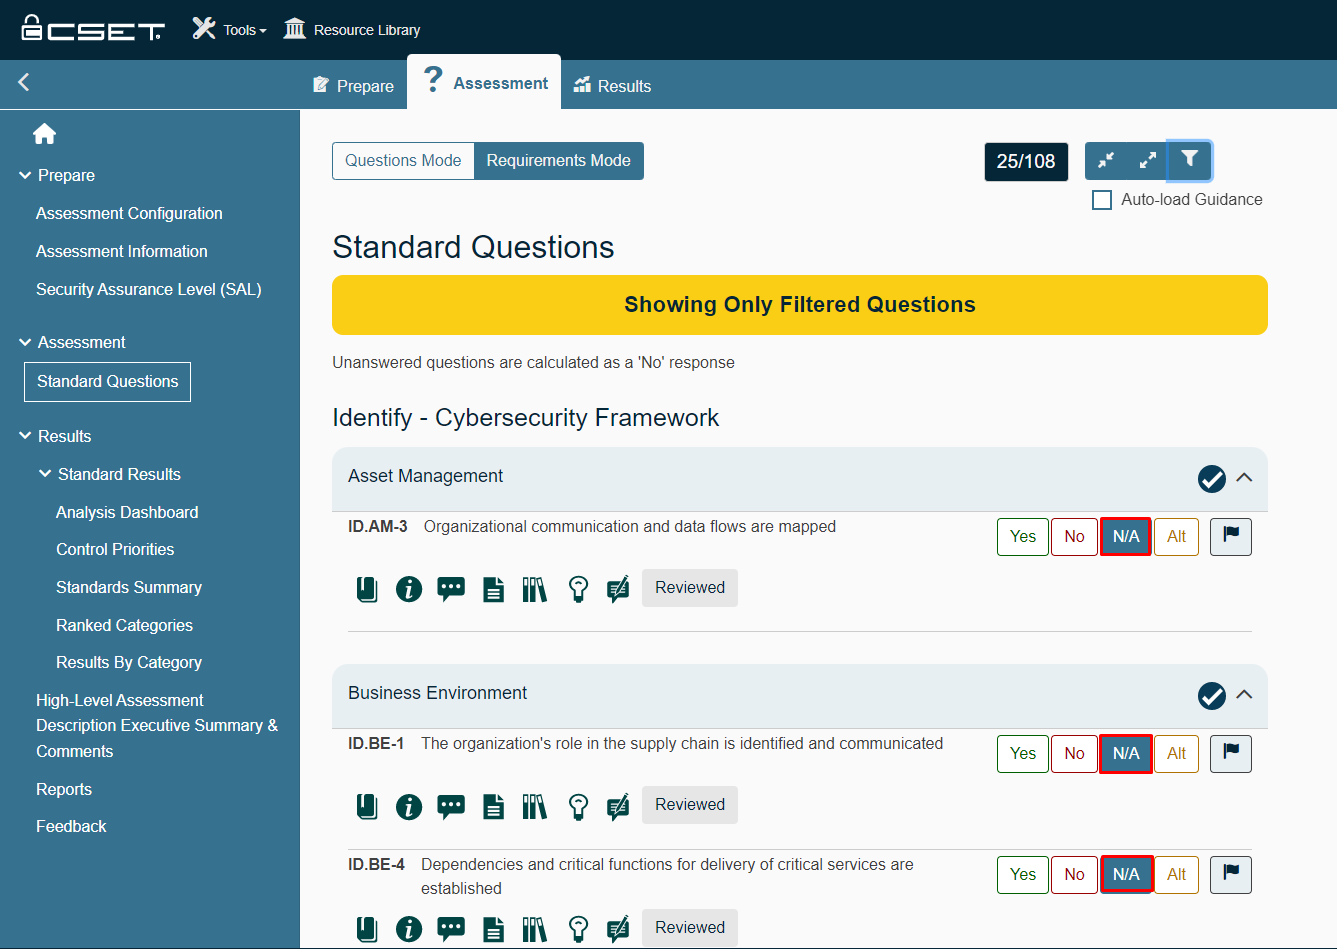 CSET
Tools
Resource Library
Prepare
? Assessment
Results
Prepare
Assessment Configuration
Assessment Information
Security Assurance Level (SAL)
Assessment
Standard Questions
Results
Standard Results
Analysis Dashboard
Control Priorities
Standards Summary
Ranked Categories
Results By Category
High-Level Assessment
Description Executive Summary &
Comments
Reports
Feedback
Questions Mode
Requirements Mode
25/108
Auto-load Guidance
Standard Questions
Showing Only Filtered Questions
Unanswered questions are calculated as a 'No' response
Identify - Cybersecurity Framework
Asset Management
ID.AM-3 Organizational communication and data flows are mapped
Yes No N/A Alt
Reviewed
Business Environment
ID.BE-1 The organization's role in the supply chain is identified and communicated
Yes No N/A Alt
Reviewed
ID.BE-4 Dependencies and critical functions for delivery of critical services are
established
Yes No N/A Alt
Reviewed